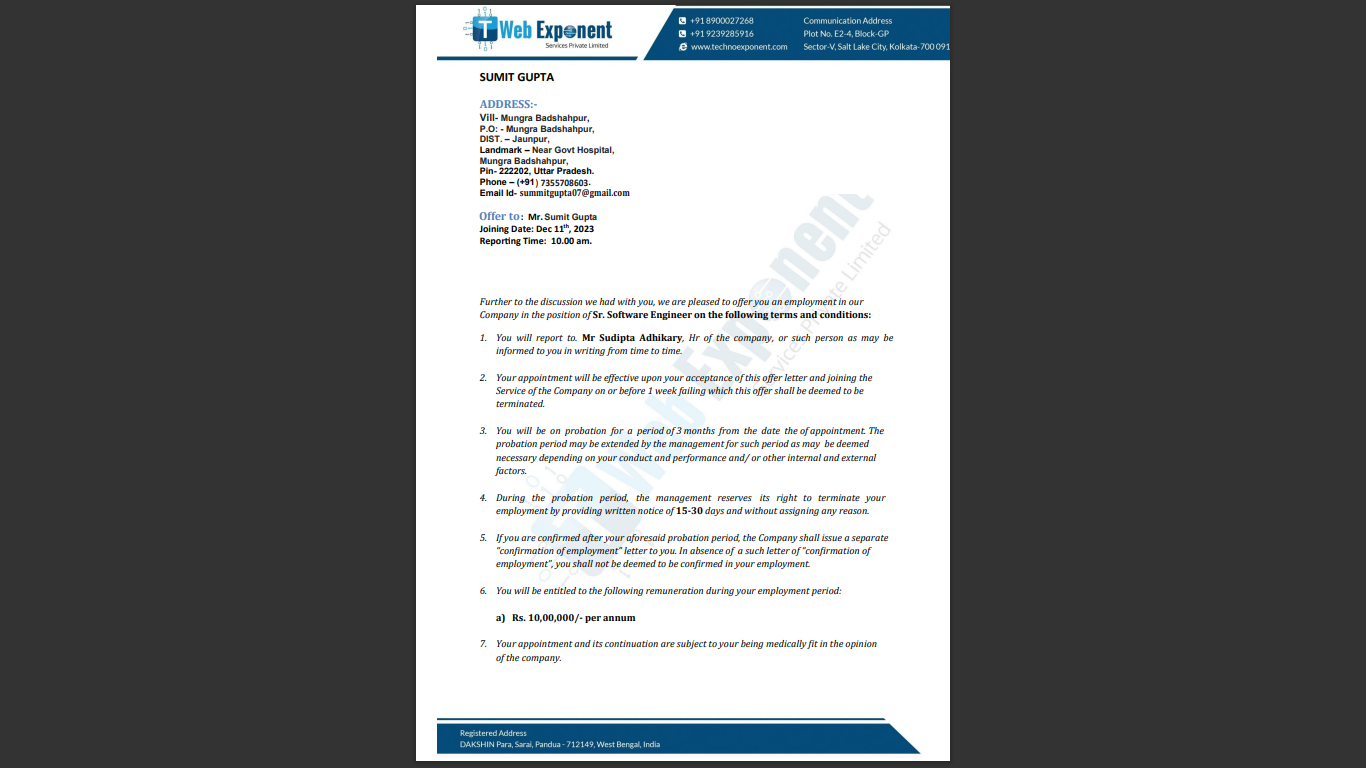 Web Exponent
Services Private Limited
+91 8900027268
+91 9239285916
www.technoexponent.com
Communication Address
Plot No. E2-4, Block-GP
Sector-V, Salt Lake City, Kolkata-700 091
SUMIT GUPTA
ADDRESS:-
Vill- Mungra Badshahpur,
P.O: - Mungra Badshahpur,
DIST. – Jaunpur,
Landmark – Near Govt Hospital,
Mungra Badshahpur,
Pin- 222202, Uttar Pradesh.
Phone – (+91) 7355708603.
Email Id- summitgupta07@gmail.com
Offer to: Mr. Sumit Gupta
Joining Date: Dec 11th, 2023
Reporting Time: 10.00 am.
Further to the discussion we had with you, we are pleased to offer you an employment in our
Company in the position of Sr. Software Engineer on the following terms and conditions:
1. You will report to. Mr Sudipta Adhikary, Hr of the company, or such person as may be
informed to you in writing from time to time.
2. Your appointment will be effective upon your acceptance of this offer letter and joining the
Service of the Company on or before 1 week failing which this offer shall be deemed to be
terminated.
3. You will be on probation for a period of 3 months from the date the of appointment. The
probation period may be extended by the management for such period as may be deemed
necessary depending on your conduct and performance and/ or other internal and external
factors.
4. During the probation period, the management reserves its right to terminate your
employment by providing written notice of 15-30 days and without assigning any reason.
5. If you are confirmed after your aforesaid probation period, the Company shall issue a separate
"confirmation of employment" letter to you. In absence of a such letter of "confirmation of
employment", you shall not be deemed to be confirmed in your employment.
6. You will be entitled to the following remuneration during your employment period:
a) Rs. 10,00,000/- per annum
7. Your appointment and its continuation are subject to your being medically fit in the opinion
of the company.
Web Exponent
Services Private Limited
Registered Address
DAKSHIN Para, Sarai, Pandua - 712149, West Bengal, India